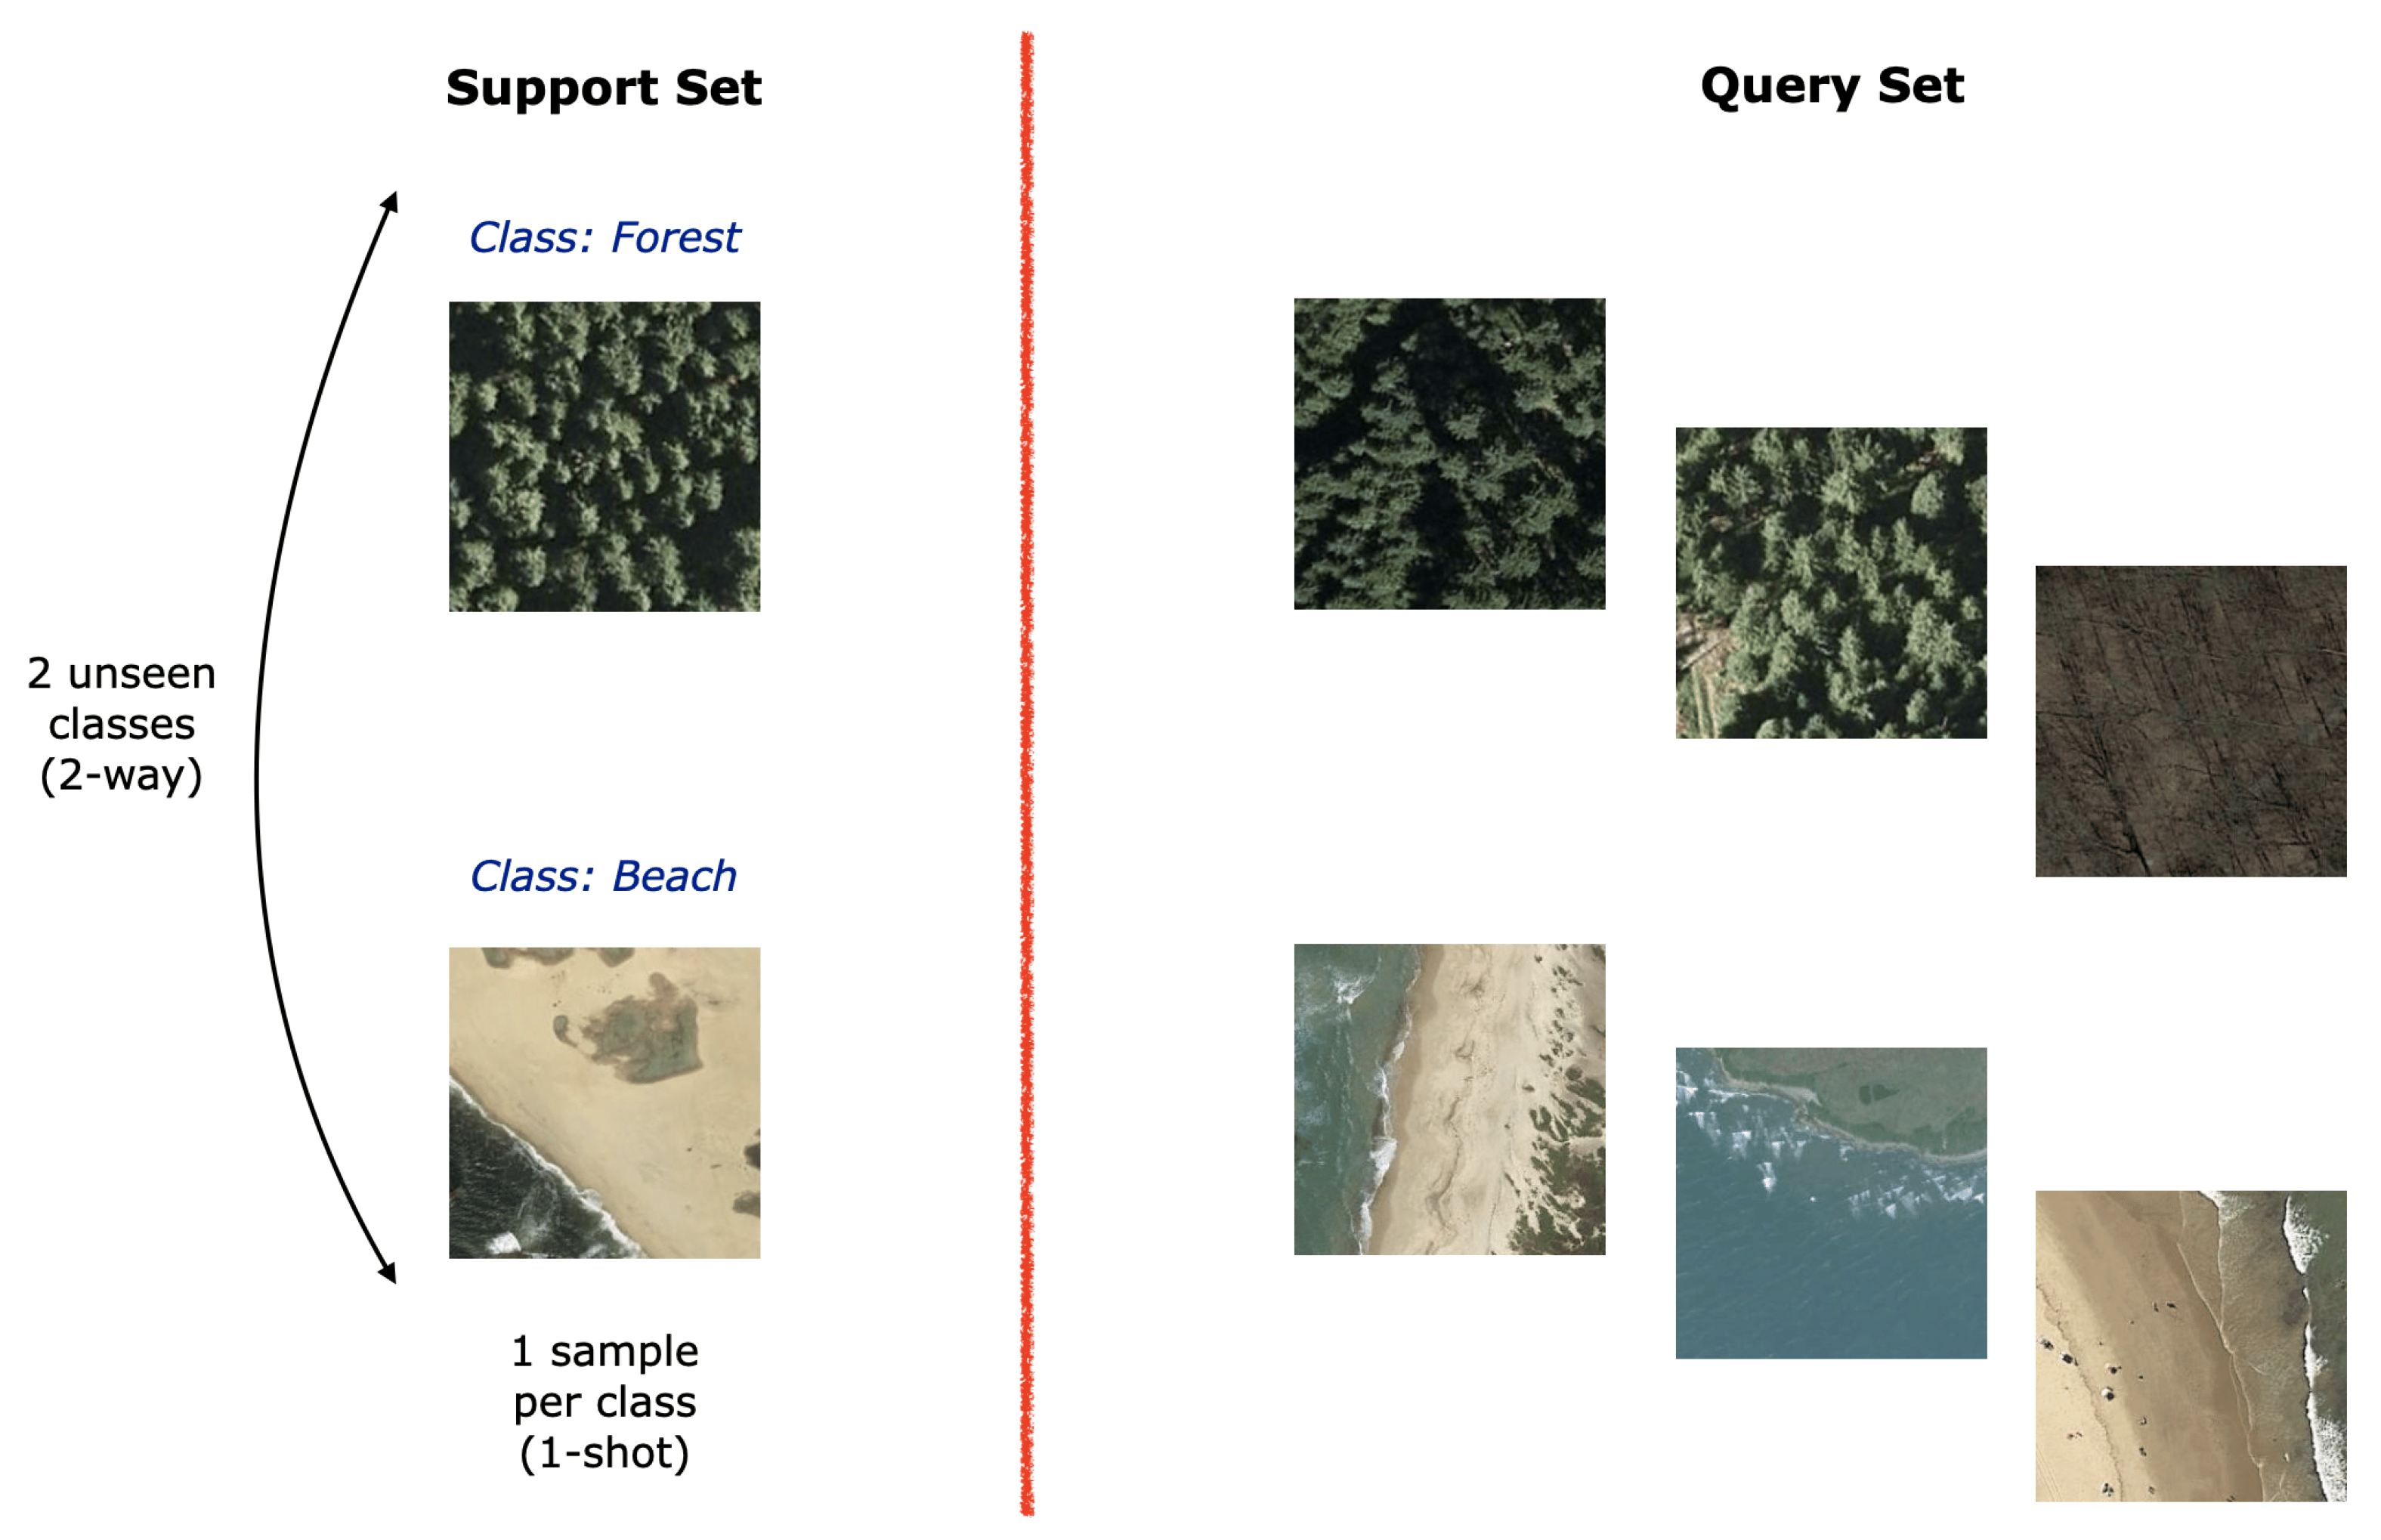 Support Set
Query Set
Class: Forest
2 unseen
classes
(2-way)
Class: Beach
1 sample
per class
(1-shot)